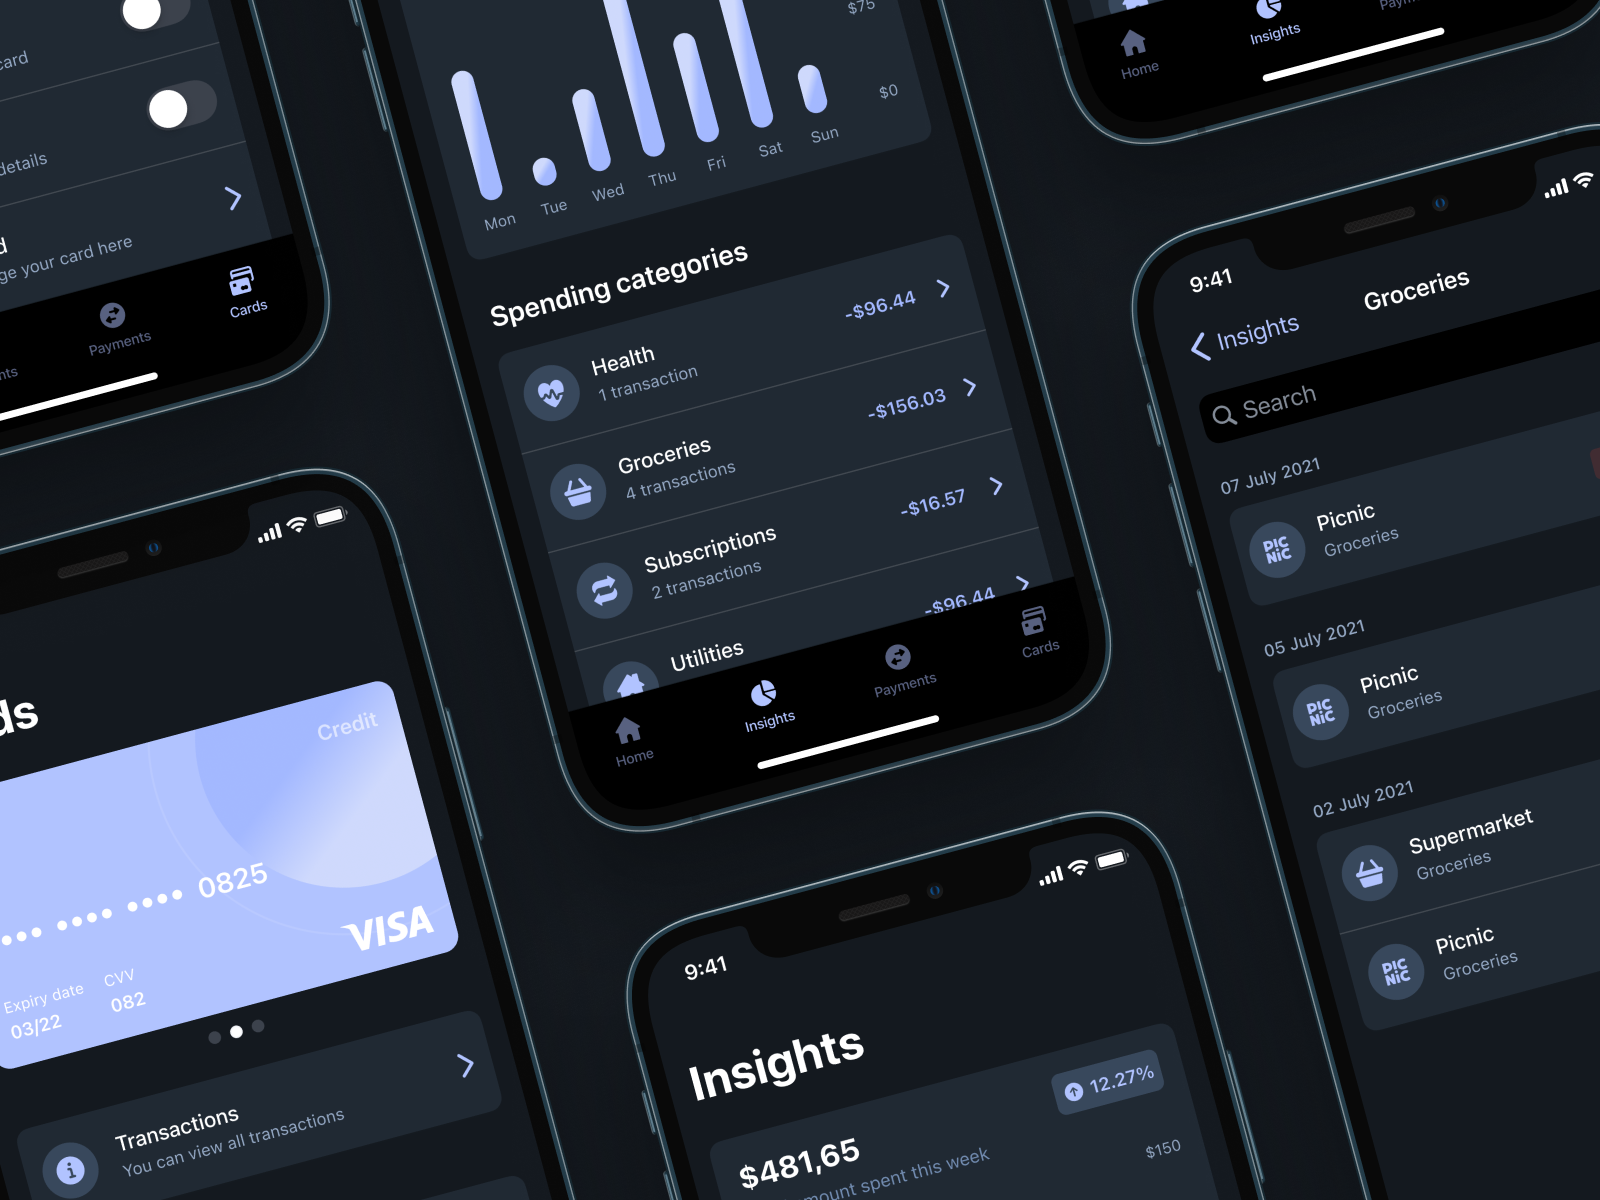 card
details
d
ge your card here
nts
Payments
Cards
$75
$0
Mon
Tue
Wed
Thu
Fri
Sat
Sun
Spending categories
Health
1 transaction
-$96.44
Groceries
4 transactions
-$156.03
Subscriptions
2 transactions
-$16.57
Utilities
-$96.44
Home
Insights
Payments
Cards
Home
Insights
9:41
Insights
Groceries
Search
07 July 2021
Picnic
Groceries
PIC
NIC
05 July 2021
Picnic
Groceries
PIC
NIC
02 July 2021
Supermarket
Groceries
Picnic
Groceries
PIC
NIC
ds
Credit
•••• •••• •••• 0825
VISA
Expiry date
03/22
CVV
082
Transactions
You can view all transactions
9:41
Insights
12.27%
$481,65
mount spent this week
$150